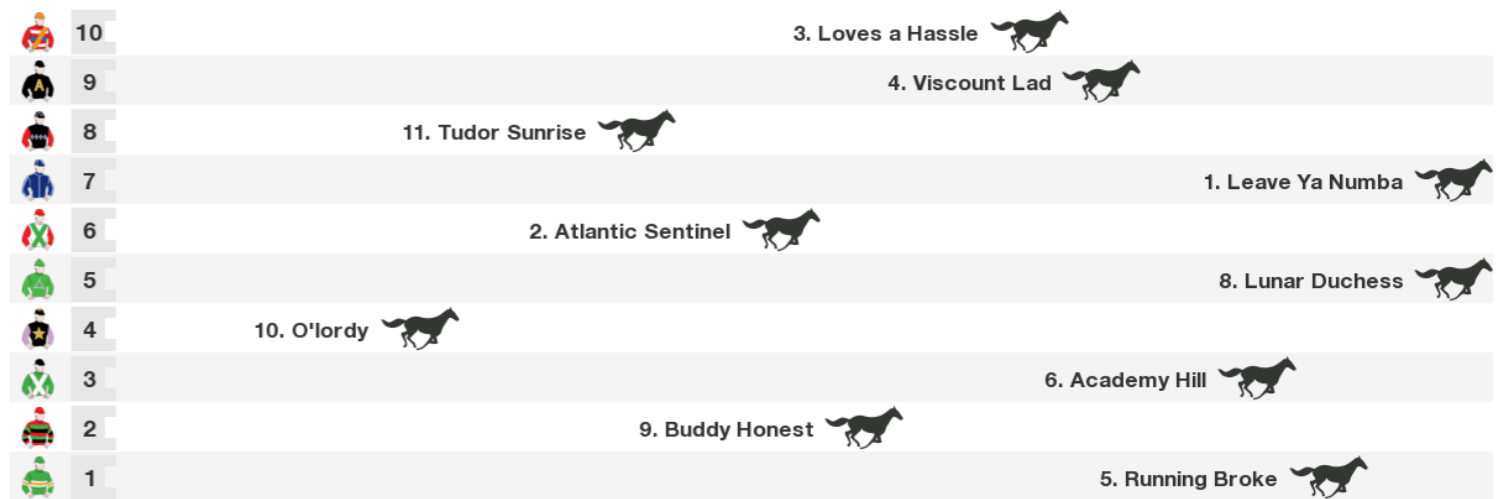 10 3. Loves a Hassle
9 4. Viscount Lad
8 11. Tudor Sunrise
7 1. Leave Ya Numba
6 2. Atlantic Sentinel
5 8. Lunar Duchess
4 10. O'lordy
3 6. Academy Hill
2 9. Buddy Honest
1 5. Running Broke